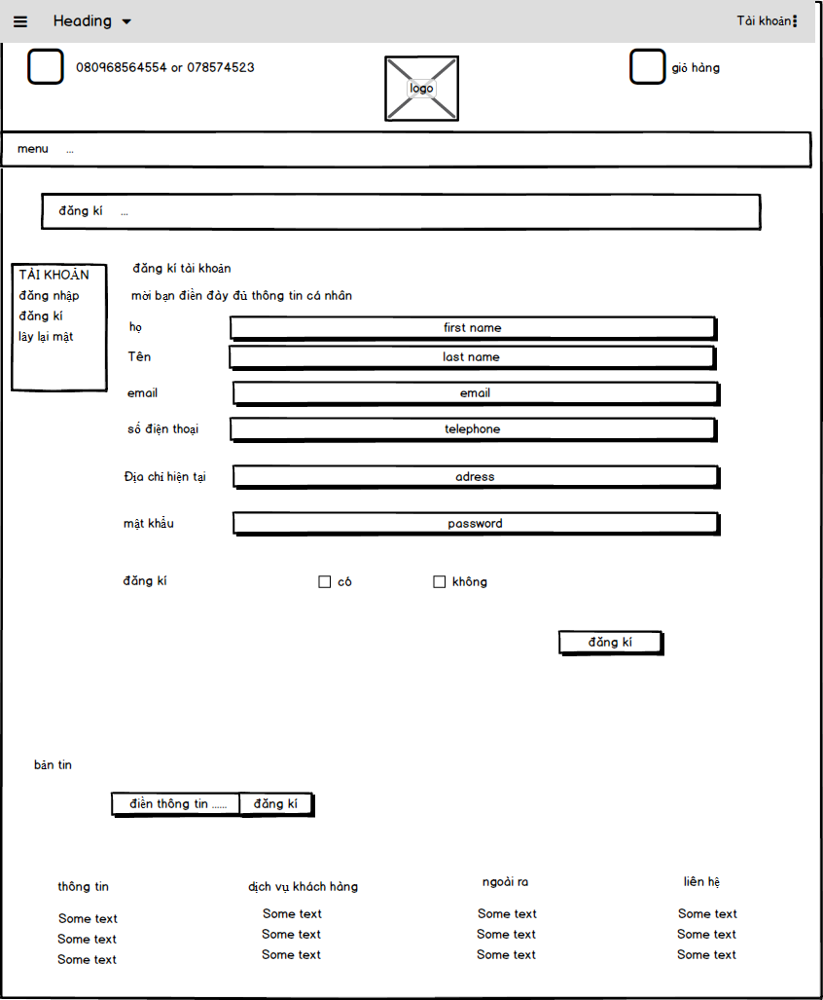 Heading
Tài khoản
080968564554 or 078574523
logo
giỏ hàng
menu ...
đăng kí ...
TÀI KHOẢN
đăng nhập
đăng kí
lây lại mật
đăng kí tài khoản
mời bạn điền đày đủ thông tin cá nhân
họ
first name
Tên
last name
email
email
số điện thoại
telephone
Địa chỉ hiện tại
adress
mật khẩu
password
đăng kí
có
không
đăng kí
bản tin
điền thông tin ......
đăng kí
thông tin
Some text
Some text
Some text
dịch vụ khách hàng
Some text
Some text
Some text
ngoài ra
Some text
Some text
Some text
liên hệ
Some text
Some text
Some text